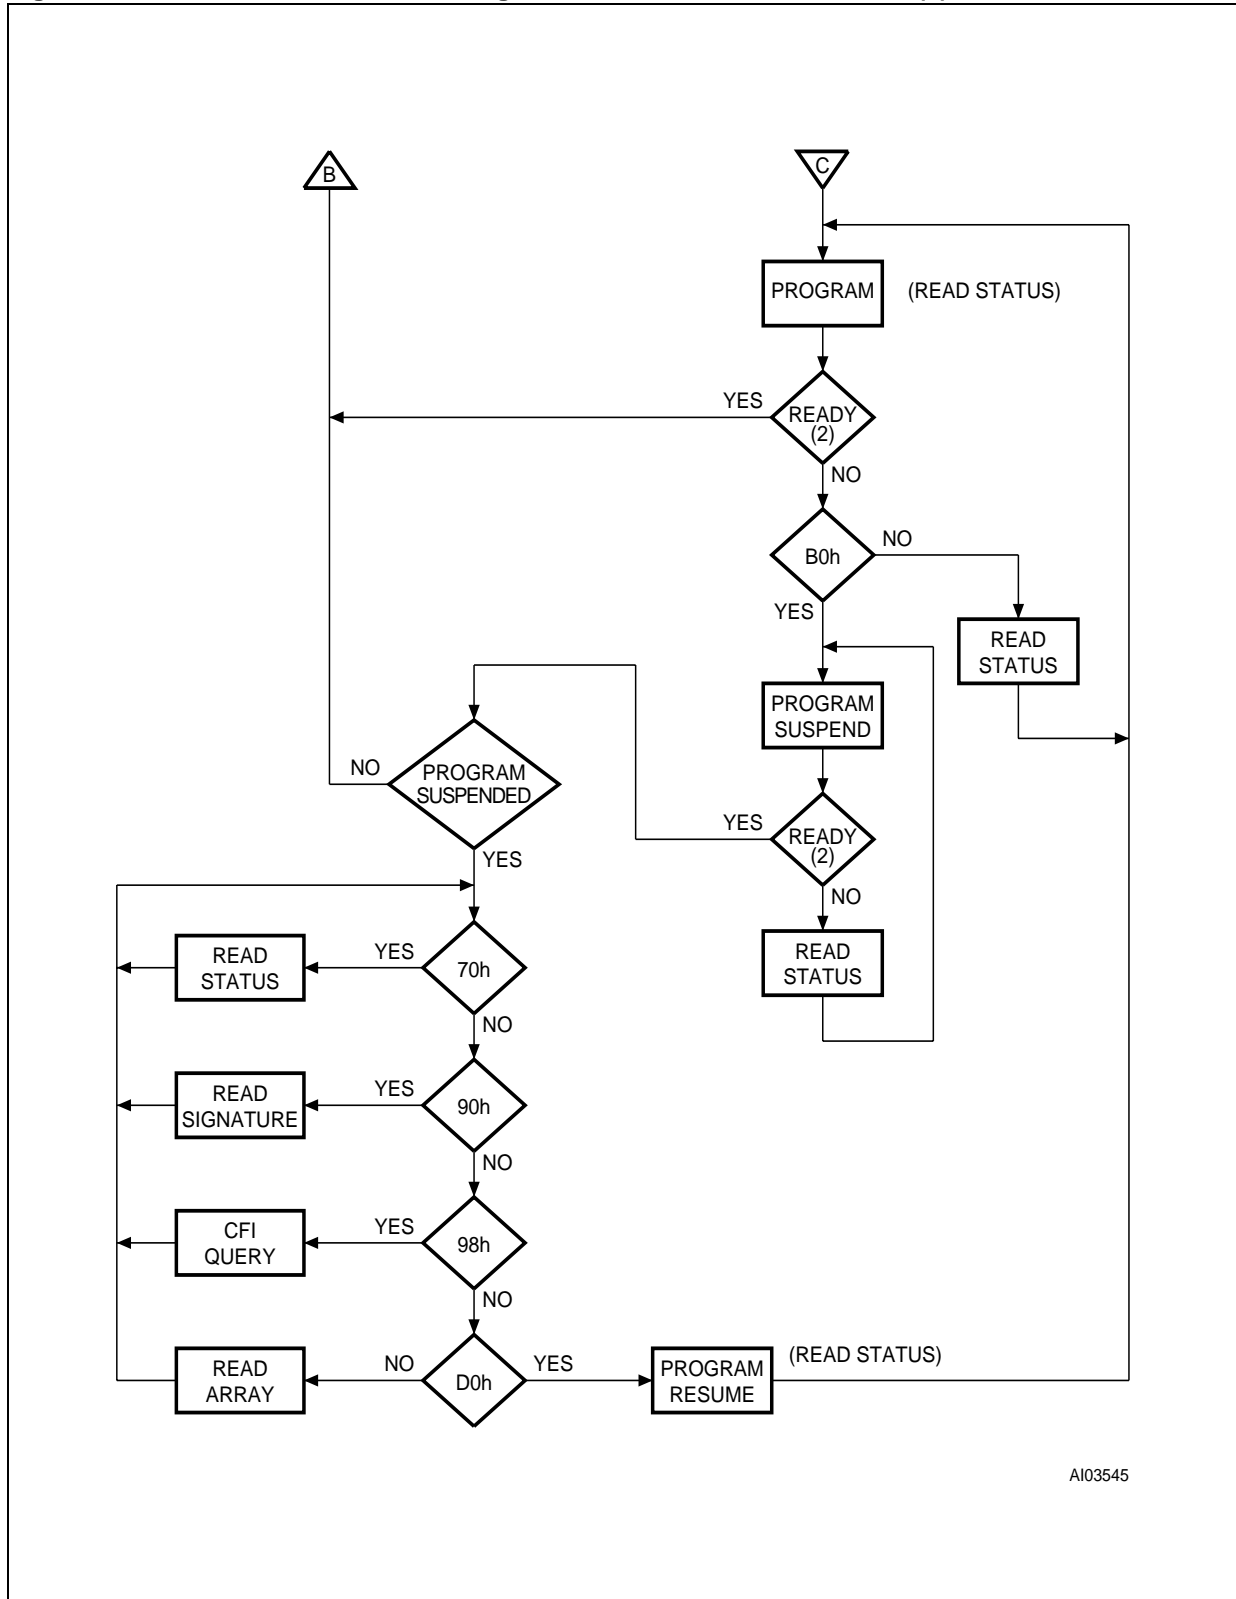 B
C
PROGRAM
(READ STATUS)
YES
READY
(2)
NO
B0h
NO
YES
READ
STATUS
PROGRAM
SUSPEND
NO
PROGRAM
SUSPENDED
YES
READY
(2)
YES
NO
READ
STATUS
YES
70h
READ
STATUS
NO
READ
SIGNATURE
YES
90h
NO
CFI
QUERY
YES
98h
NO
READ
ARRAY
NO
D0h
YES
PROGRAM
RESUME
(READ STATUS)
AI03545